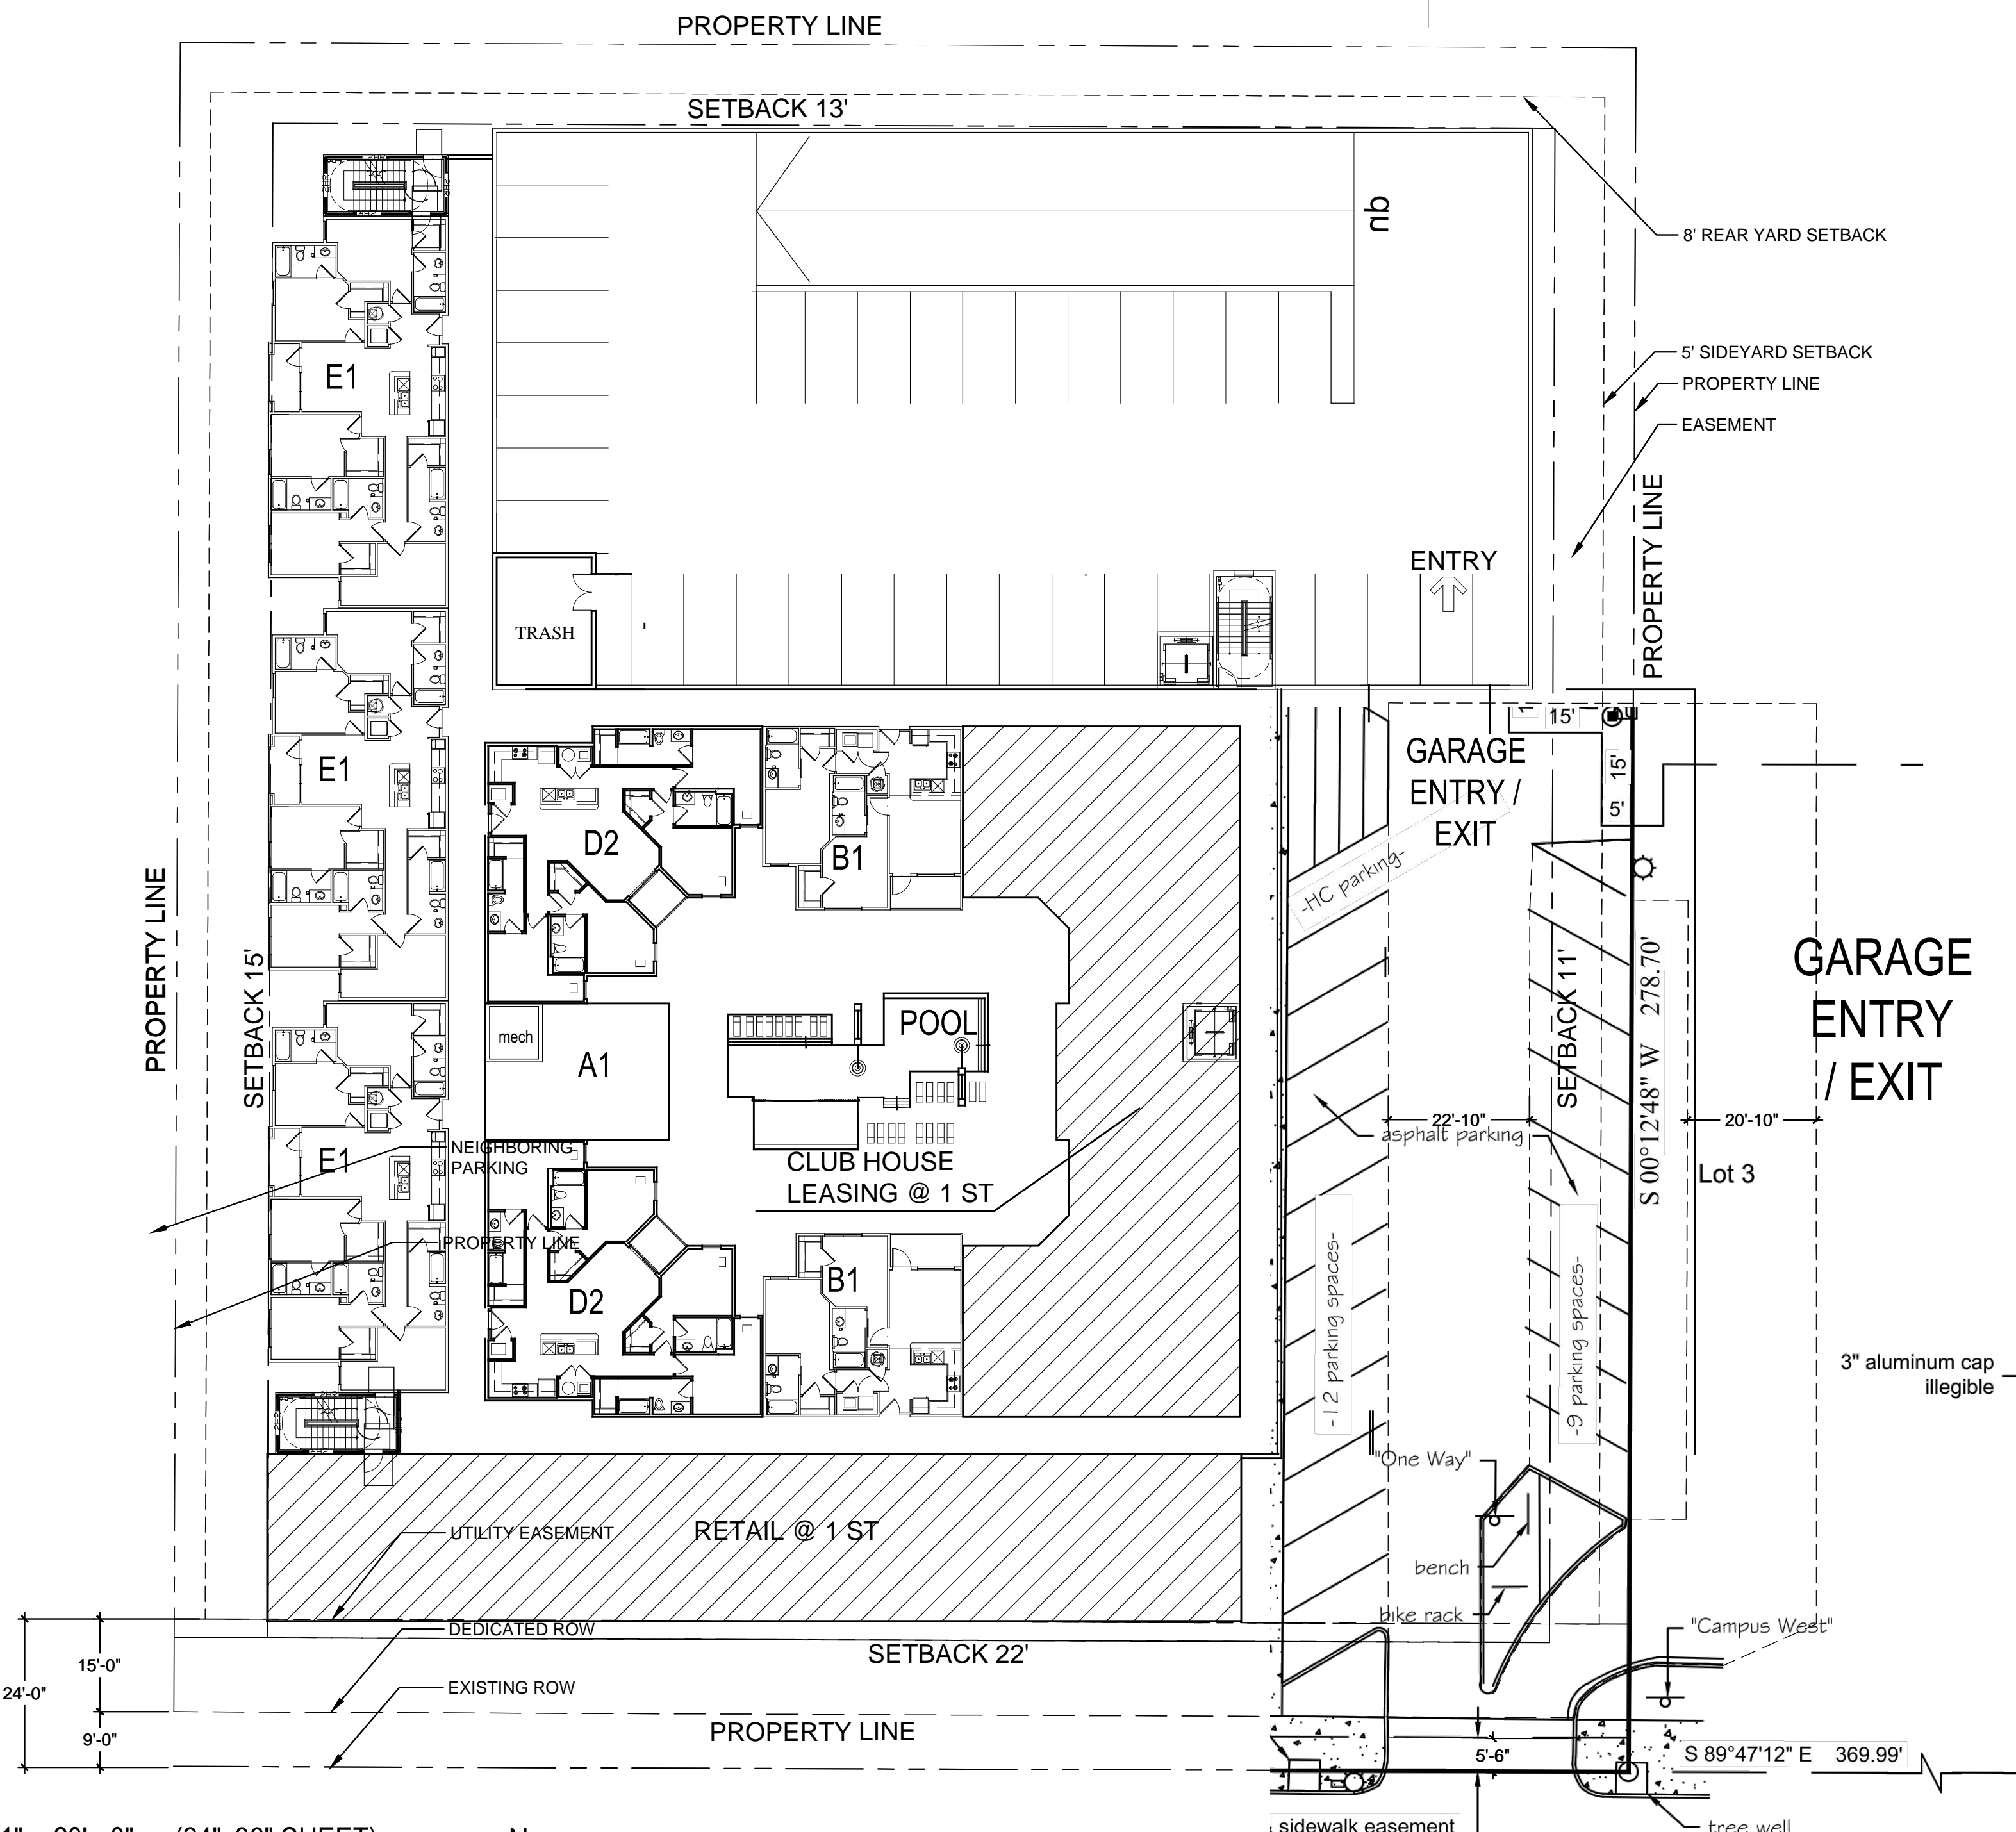 PROPERTY LINE
SETBACK 13'
up
8' REAR YARD SETBACK
5' SIDEYARD SETBACK
PROPERTY LINE
EASEMENT
E1
PROPERTY LINE
ENTRY
TRASH
15'
GARAGE
ENTRY /
EXIT
15'
5'
E1
D2
B1
-HC parking-
PROPERTY LINE
SETBACK 15'
GARAGE
ENTRY
/ EXIT
SETBACK 11'
S 00°12'48" W 278.70'
mech
A1
POOL
22'-10"
20'-10"
asphalt parking
NEIGHBORING
PARKING
E1
CLUB HOUSE
LEASING @ 1 ST
Lot 3
PROPERTY LINE
D2
B1
-12 parking spaces-
-9 parking spaces-
3" aluminum cap
illegible
"One Way"
UTILITY EASEMENT
RETAIL @ 1 ST
bench
bike rack
DEDICATED ROW
"Campus West"
SETBACK 22'
15'-0"
24'-0"
EXISTING ROW
9'-0"
PROPERTY LINE
5'-6"
S 89°47'12" E 369.99'
sidewalk easement
tree well